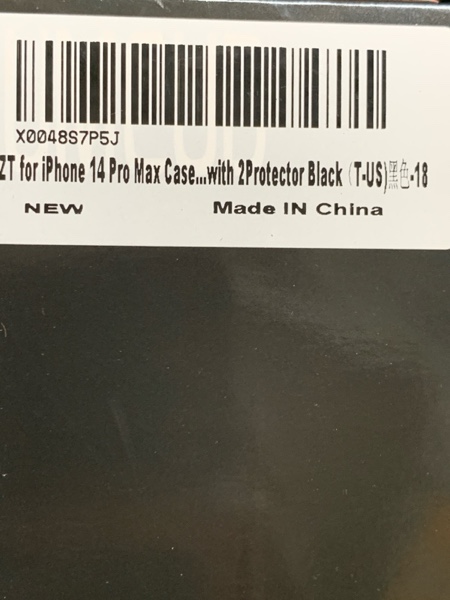 X0048S7P5J
ZT for iPhone 14 Pro Max Case...with 2Protector Black (T-US)黑色-18
NEW Made IN China